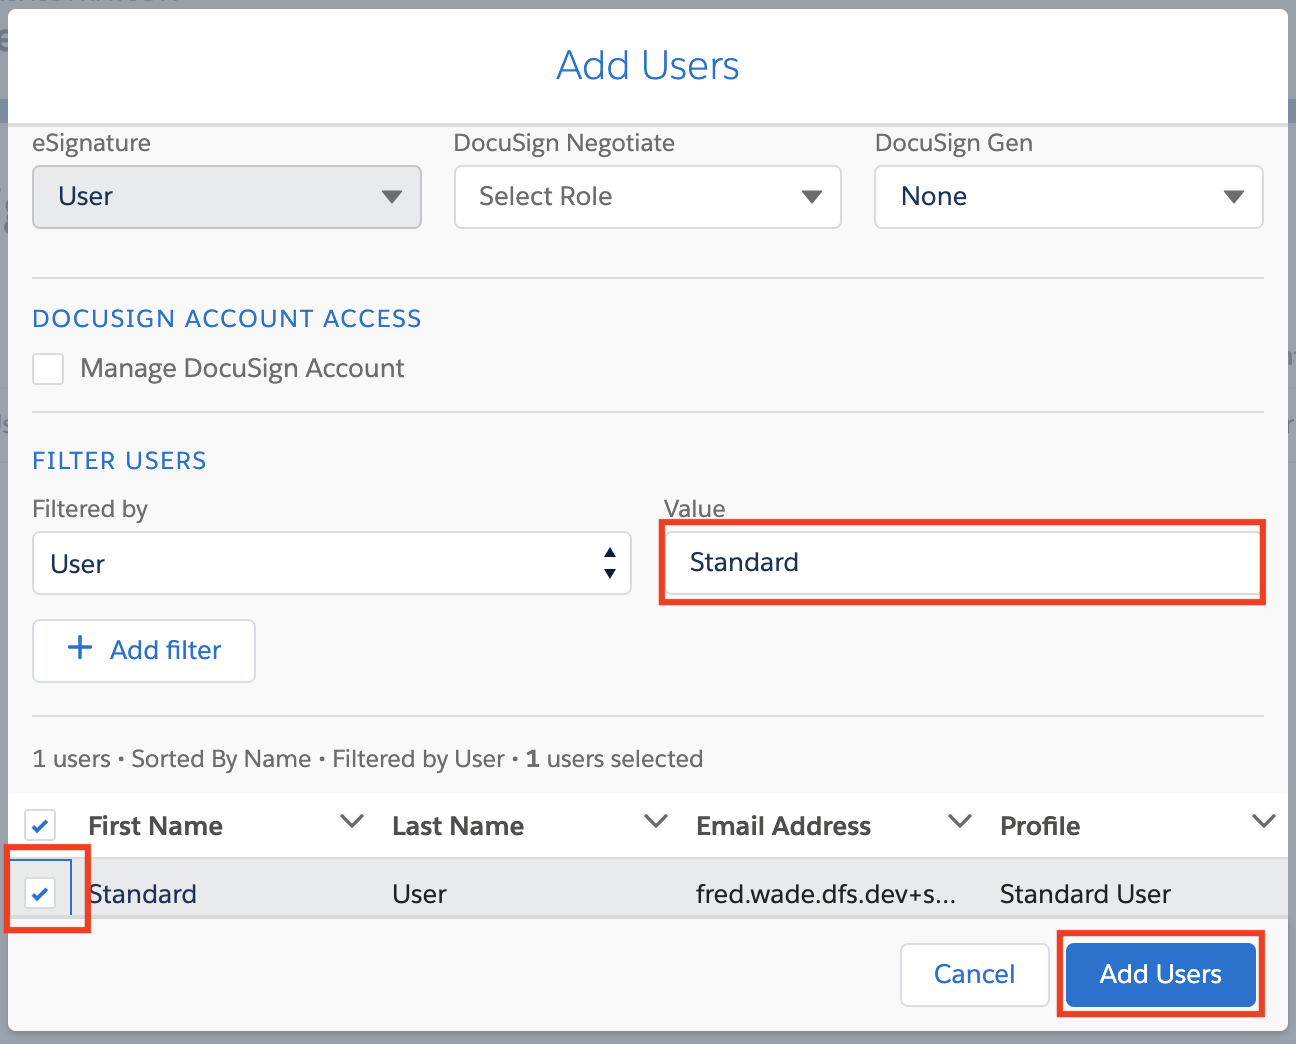 Add Users
eSignature DocuSign Negotiate DocuSign Gen
User Select Role None
DOCUSIGN ACCOUNT ACCESS
Manage DocuSign Account
FILTER USERS
Filtered by Value
User Standard
+ Add filter
1 users • Sorted By Name • Filtered by User • 1 users selected
First Name Last Name Email Address Profile
Standard User fred.wade.dfs.dev+s... Standard User
Cancel Add Users